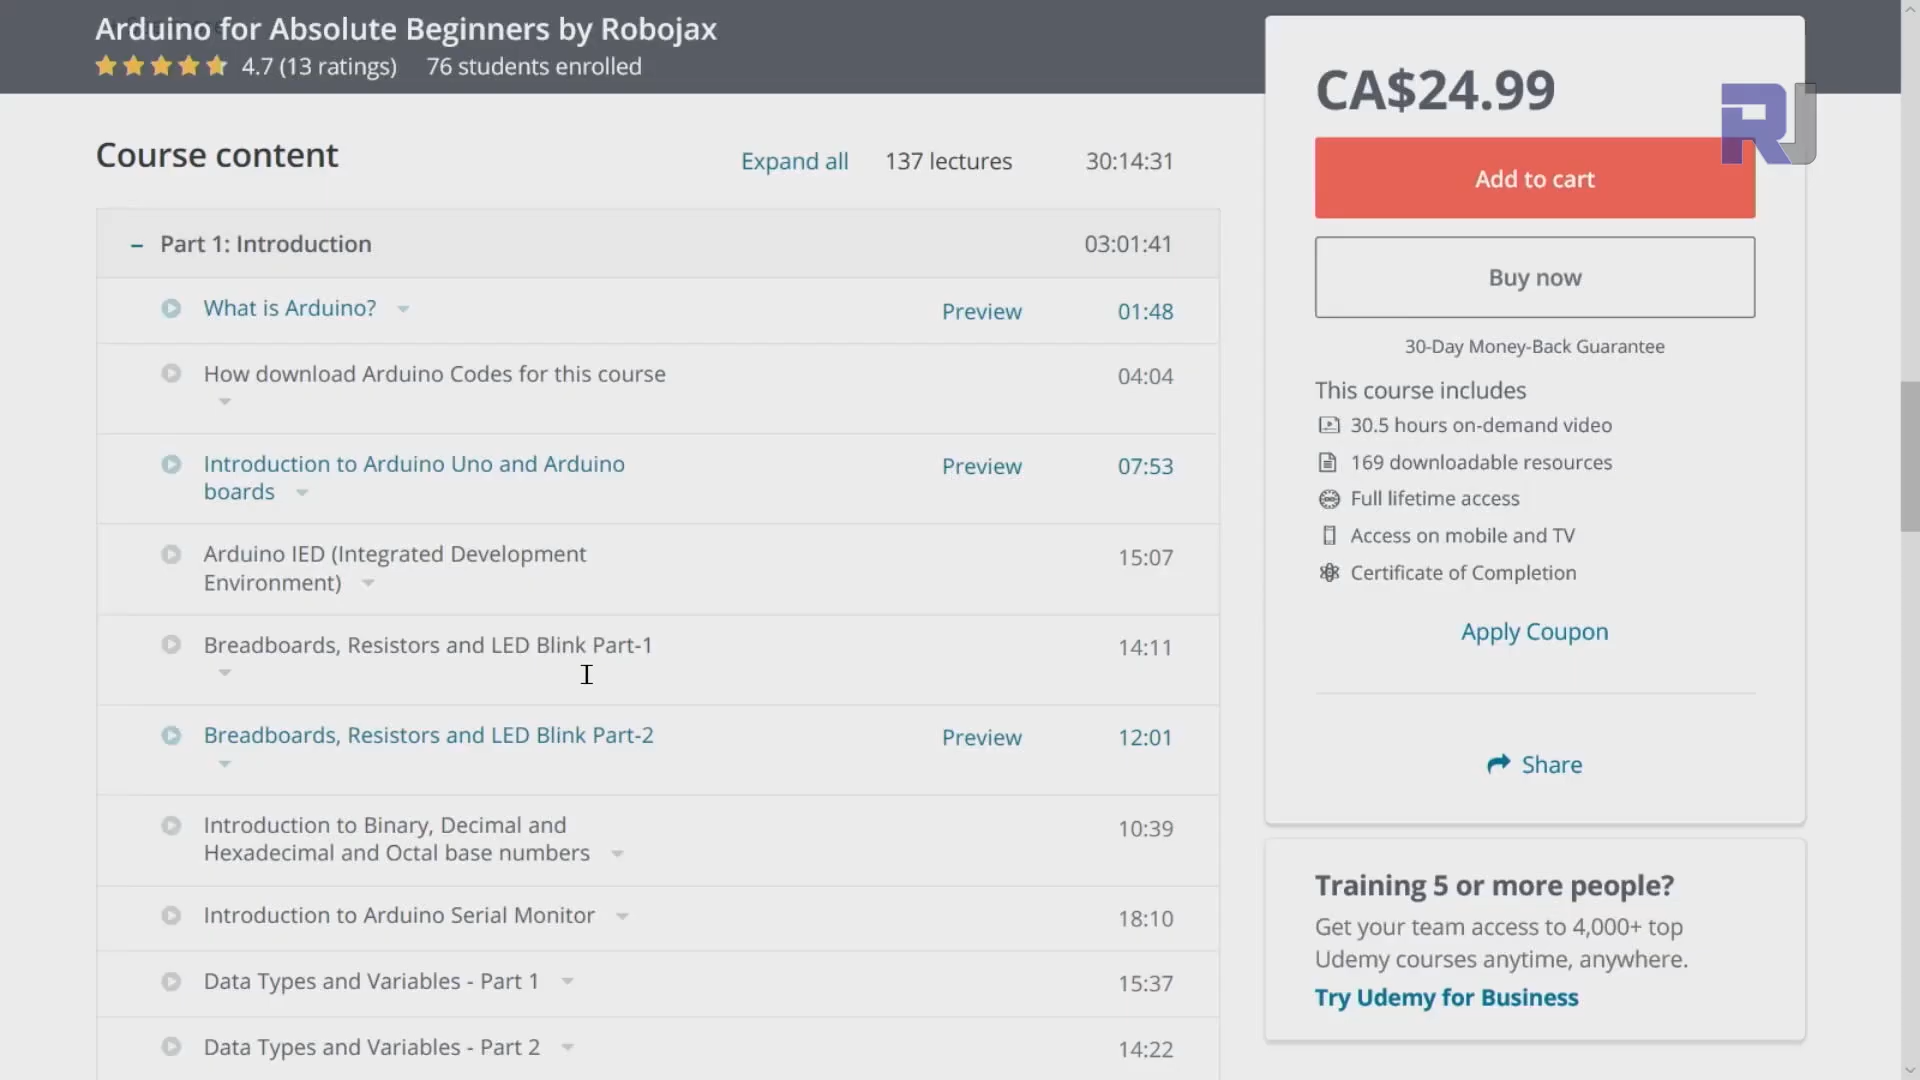 Arduino for Absolute Beginners by Robojax
4.7 (13 ratings) 76 students enrolled
Course content
Expand all 137 lectures 30:14:31
Part 1: Introduction 03:01:41
What is Arduino? Preview 01:48
How download Arduino Codes for this course 04:04
Introduction to Arduino Uno and Arduino
boards Preview 07:53
Arduino IED (Integrated Development
Environment) 15:07
Breadboards, Resistors and LED Blink Part-1 14:11
Breadboards, Resistors and LED Blink Part-2 Preview 12:01
Introduction to Binary, Decimal and
Hexadecimal and Octal base numbers 10:39
Introduction to Arduino Serial Monitor 18:10
Data Types and Variables - Part 1 15:37
Data Types and Variables - Part 2 14:22
CA$24.99
RJ
Add to cart
Buy now
30-Day Money-Back Guarantee
This course includes
30.5 hours on-demand video
169 downloadable resources
Full lifetime access
Access on mobile and TV
Certificate of Completion
Apply Coupon
Share
Training 5 or more people?
Get your team access to 4,000+ top
Udemy courses anytime, anywhere.
Try Udemy for Business